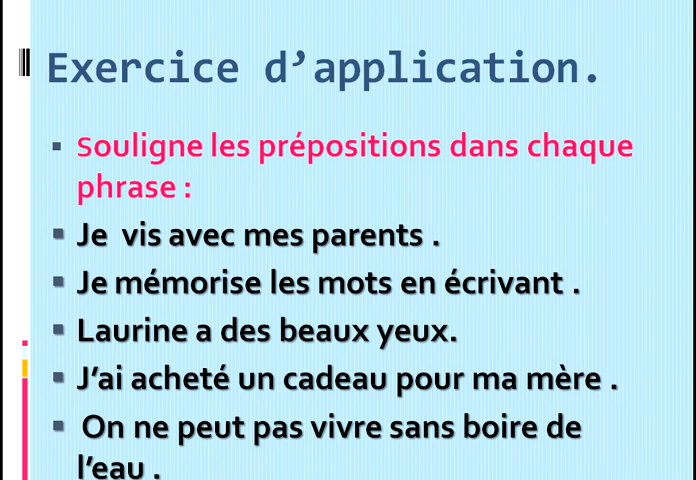 Exercice d’application.
Souligne les prépositions dans chaque
phrase :
Je vis avec mes parents .
Je mémorise les mots en écrivant .
Laurine a des beaux yeux.
J’ai acheté un cadeau pour ma mère .
On ne peut pas vivre sans boire de
l’eau .